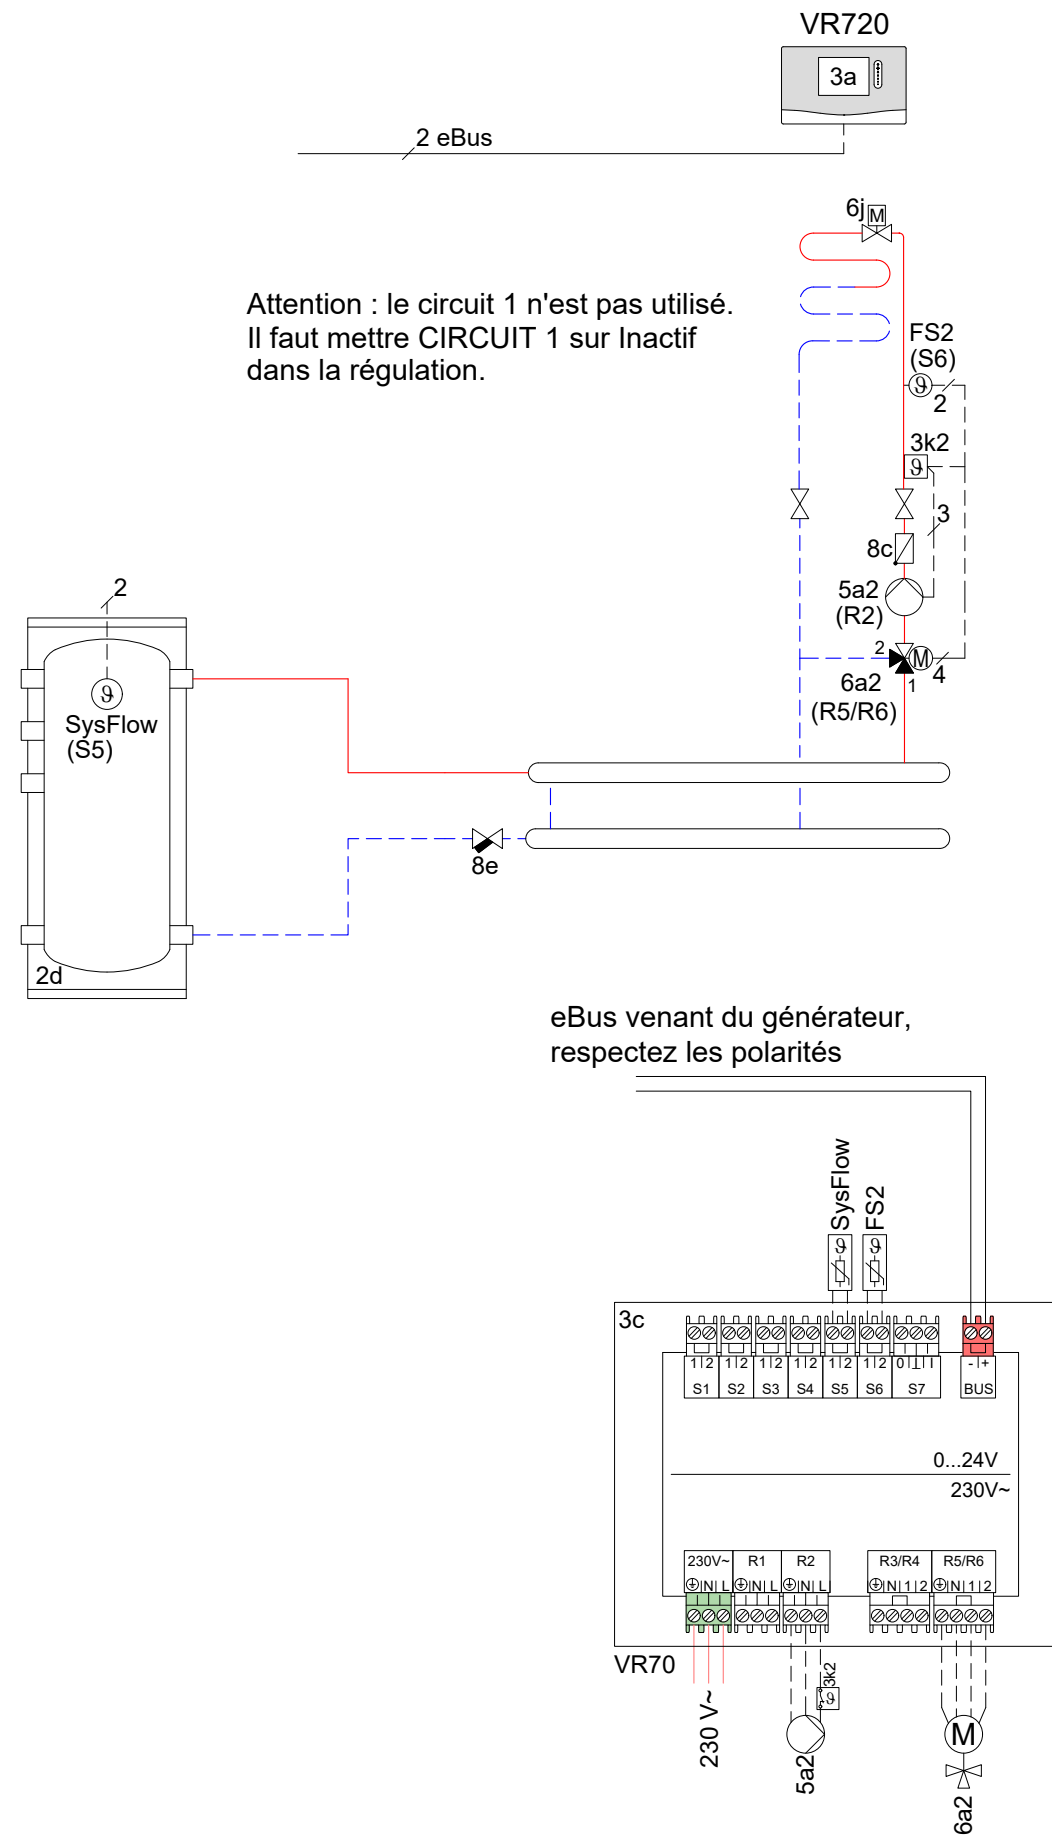 VR720
3a
2 eBus
6j
M
Attention : le circuit 1 n'est pas utilisé.
Il faut mettre CIRCUIT 1 sur Inactif
dans la régulation.
FS2
(S6)
ϑ
2
3k2
ϑ
3
8c
5a2
(R2)
2
M
4
1
6a2
(R5/R6)
2
ϑ
SysFlow
(S5)
8e
2d
eBus venant du générateur,
respectez les polarités
SysFlow
FS2
ϑ
ϑ
3c
1|2 1|2 1|2 1|2 1|2 1|2 0|⊥|I -|+
S1 S2 S3 S4 S5 S6 S7 BUS
0...24V
230V~
230V~ R1 R2 R3/R4 R5/R6
⏚|N|L ⏚|N|L ⏚|N|L ⏚|N|1|2 ⏚|N|1|2
VR70
230 V~
3k2
ϑ
5a2
M
6a2